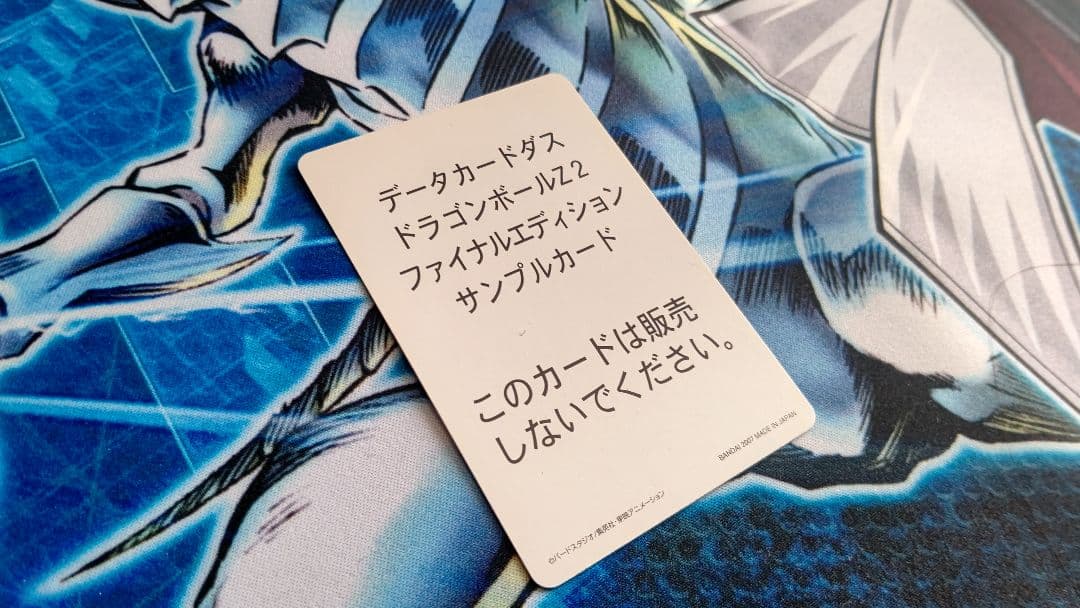 データカードダス
ドラゴンボールZ2
ファイナルエディション
サンプルカード
このカードは販売
しないでください。
BANDAI 2007 MADE IN JAPAN
©バードスタジオ/集英社・東映アニメーション